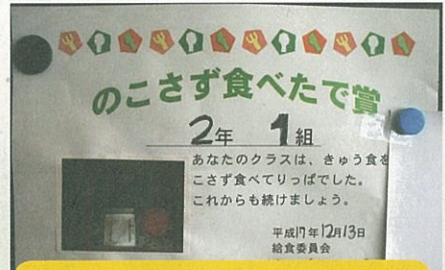 のこさず食べたで賞
2年 1組
あなたのクラスは、きゅう食を
こさず食べてりっぱでした。
これからも続けましょう。
平成17年12月13日
給食委員会